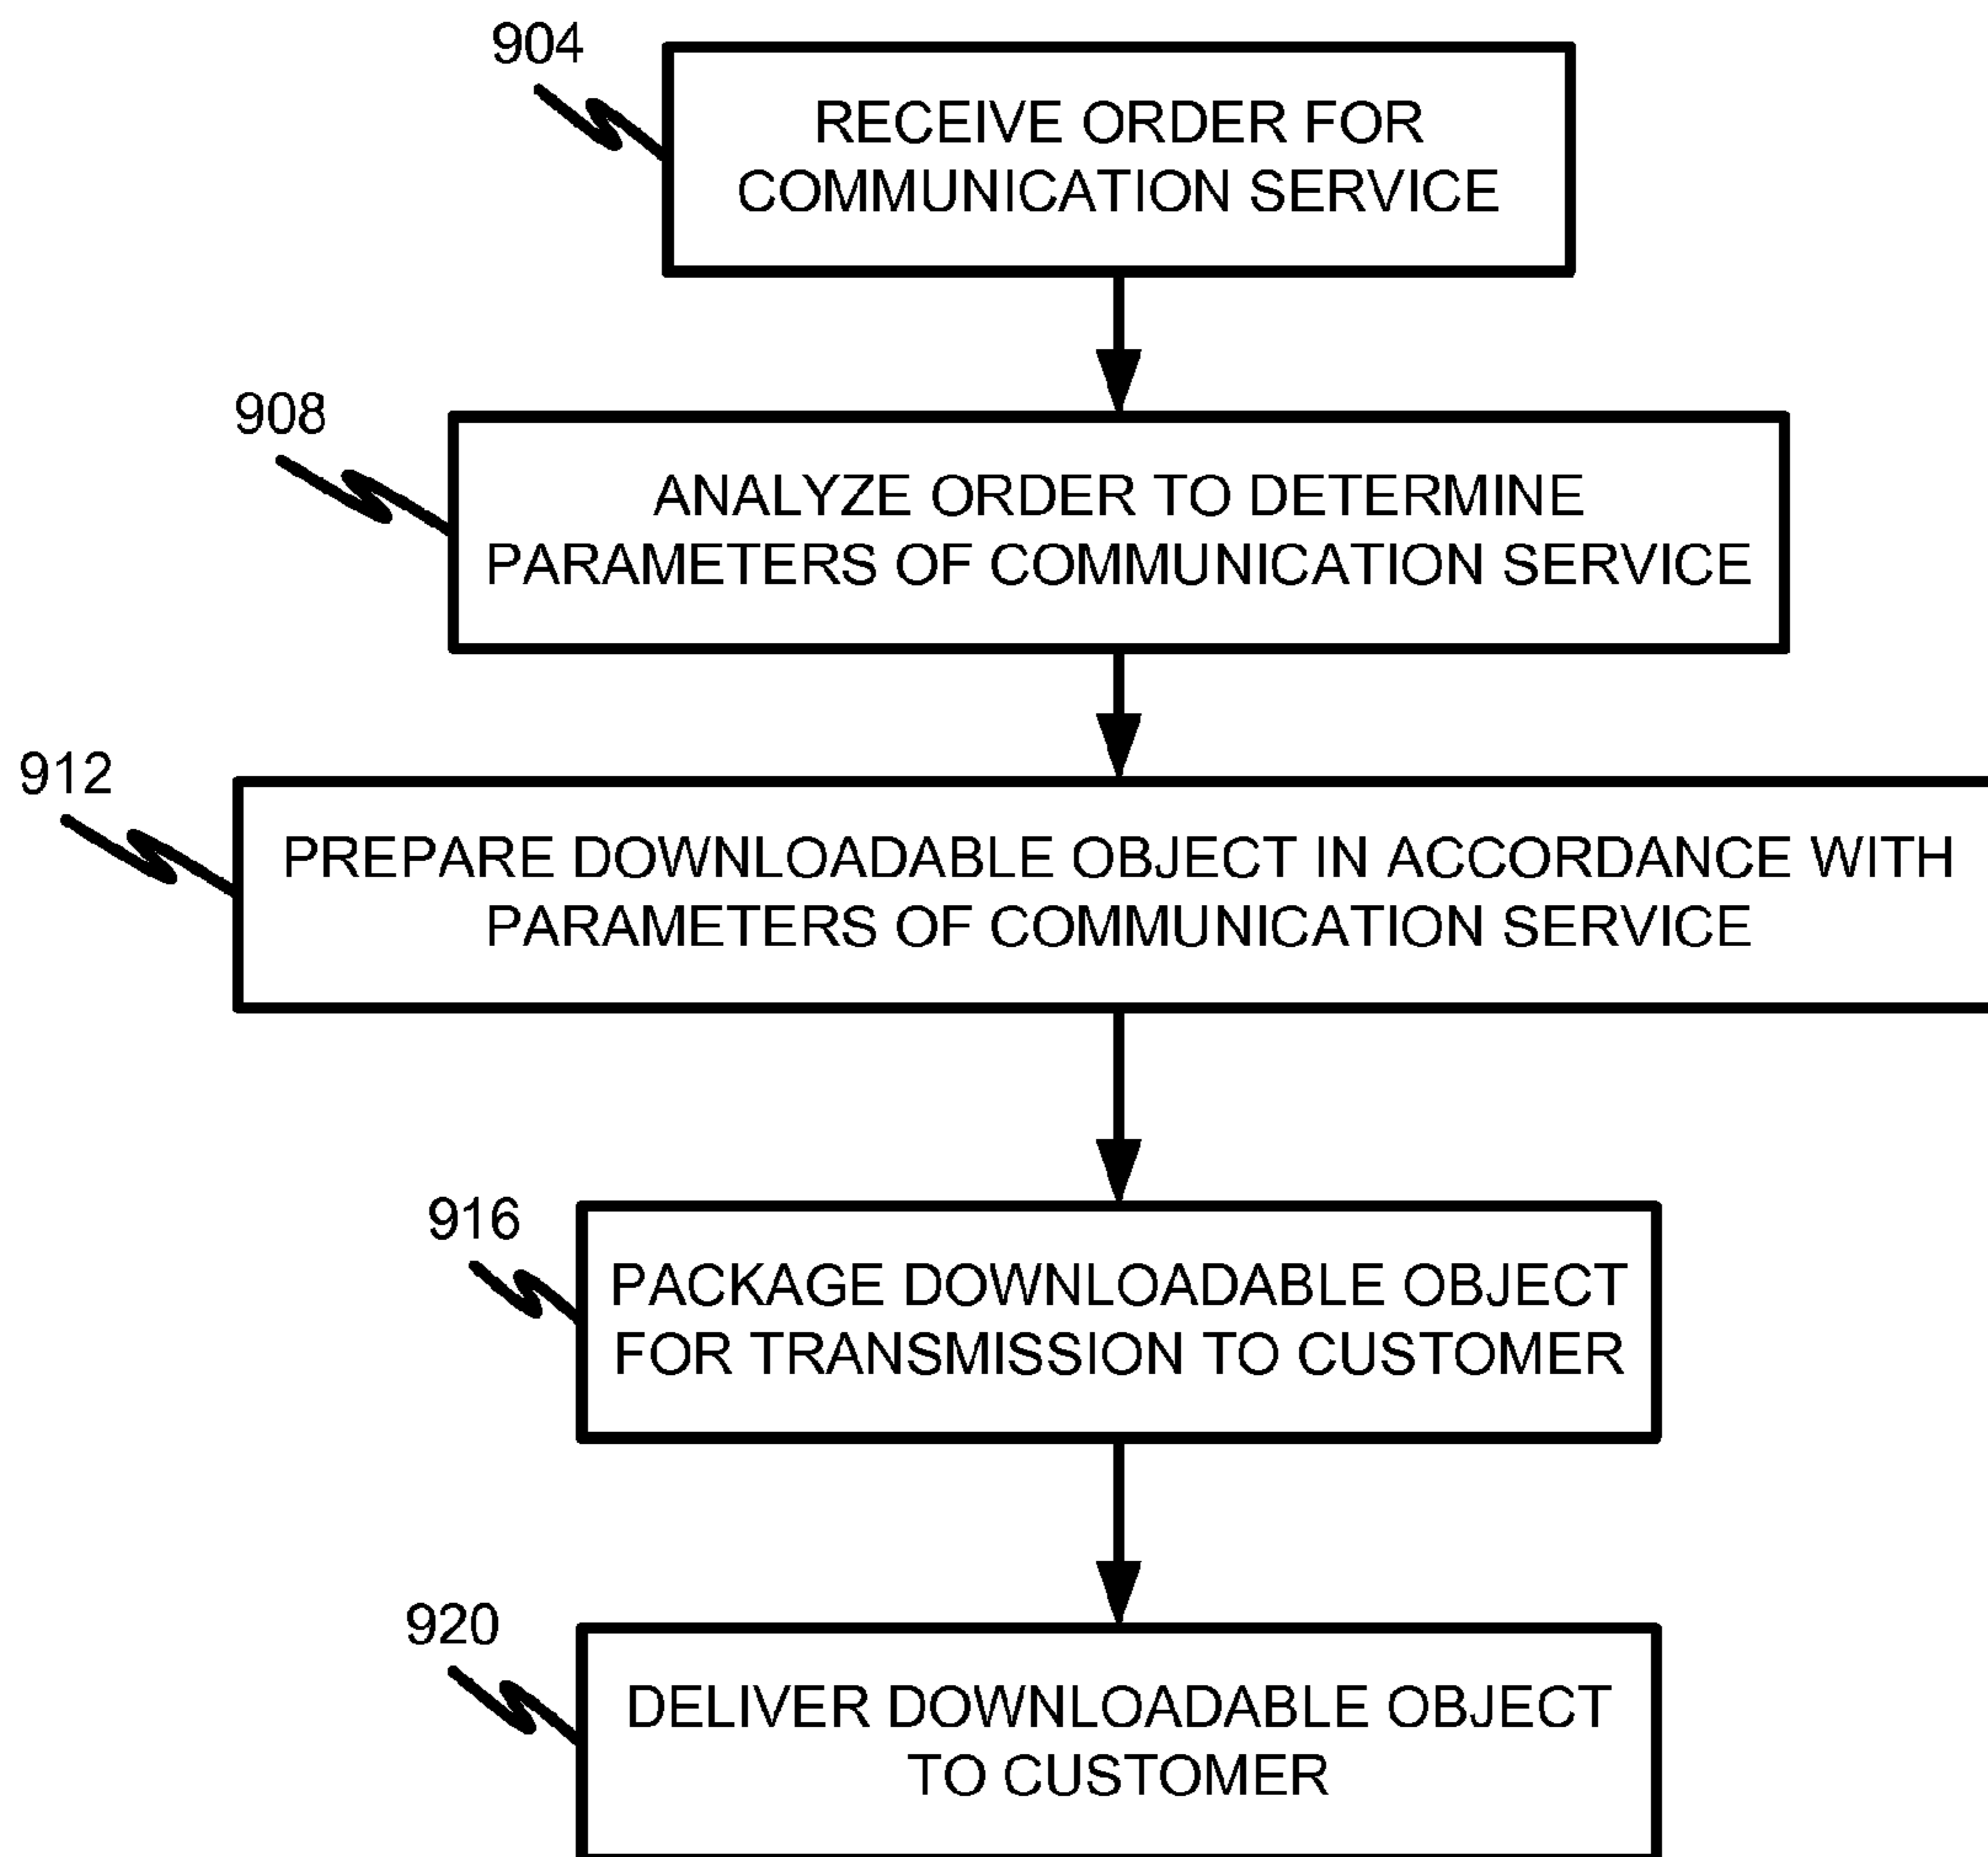 904
RECEIVE ORDER FOR
COMMUNICATION SERVICE
908
ANALYZE ORDER TO DETERMINE
PARAMETERS OF COMMUNICATION SERVICE
912
PREPARE DOWNLOADABLE OBJECT IN ACCORDANCE WITH
PARAMETERS OF COMMUNICATION SERVICE
916
PACKAGE DOWNLOADABLE OBJECT
FOR TRANSMISSION TO CUSTOMER
920
DELIVER DOWNLOADABLE OBJECT
TO CUSTOMER